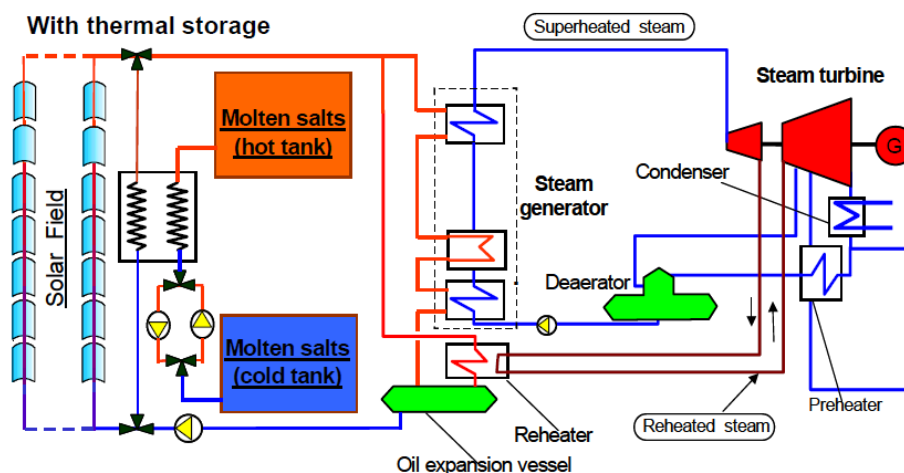 With thermal storage
Superheated steam
Steam turbine
Molten salts
(hot tank)
G
Condenser
Steam
generator
Solar Field
Deaerator
Molten salts
(cold tank)
Preheater
Reheater
Reheated steam
Oil expansion vessel